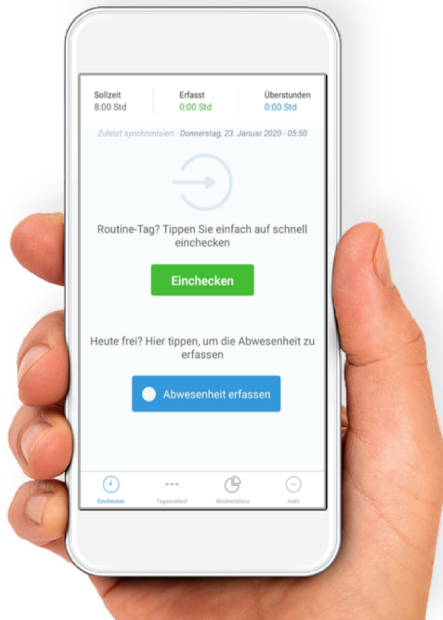 Sollzeit Erfasst Überstunden
8:00 Std 0:00 Std 0:00 Std
Zuletzt synchronisiert - Donnerstag, 23. Januar 2020 - 05:50
Routine-Tag? Tippen Sie einfach auf schnell
einchecken
Einchecken
Heute frei? Hier tippen, um die Abwesenheit zu
erfassen
Abwesenheit erfassen
Einchecken Tagesverlauf Wochenbilanz mehr